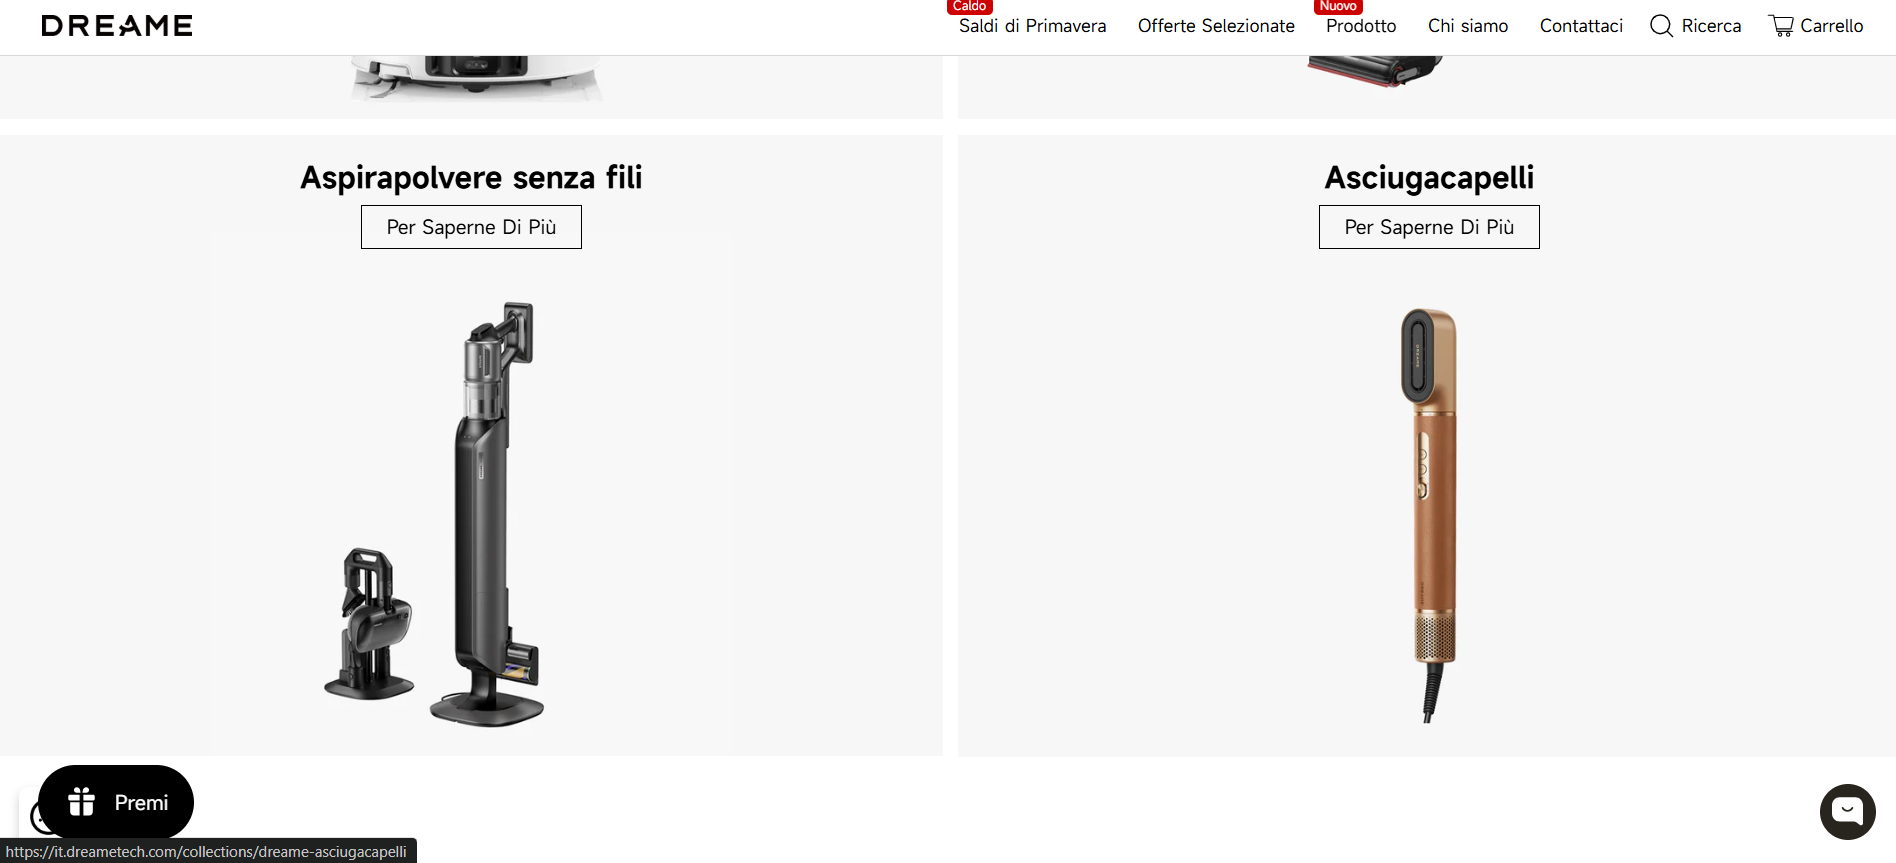 DREAME
Caldo
Saldi di Primavera
Offerte Selezionate
Nuovo
Prodotto
Chi siamo
Contattaci
Ricerca
Carrello
Aspirapolvere senza fili
Per Saperne Di Più
Asciugacapelli
Per Saperne Di Più
Premi
https://it.dreametech.com/collections/dreame-asciugacapelli